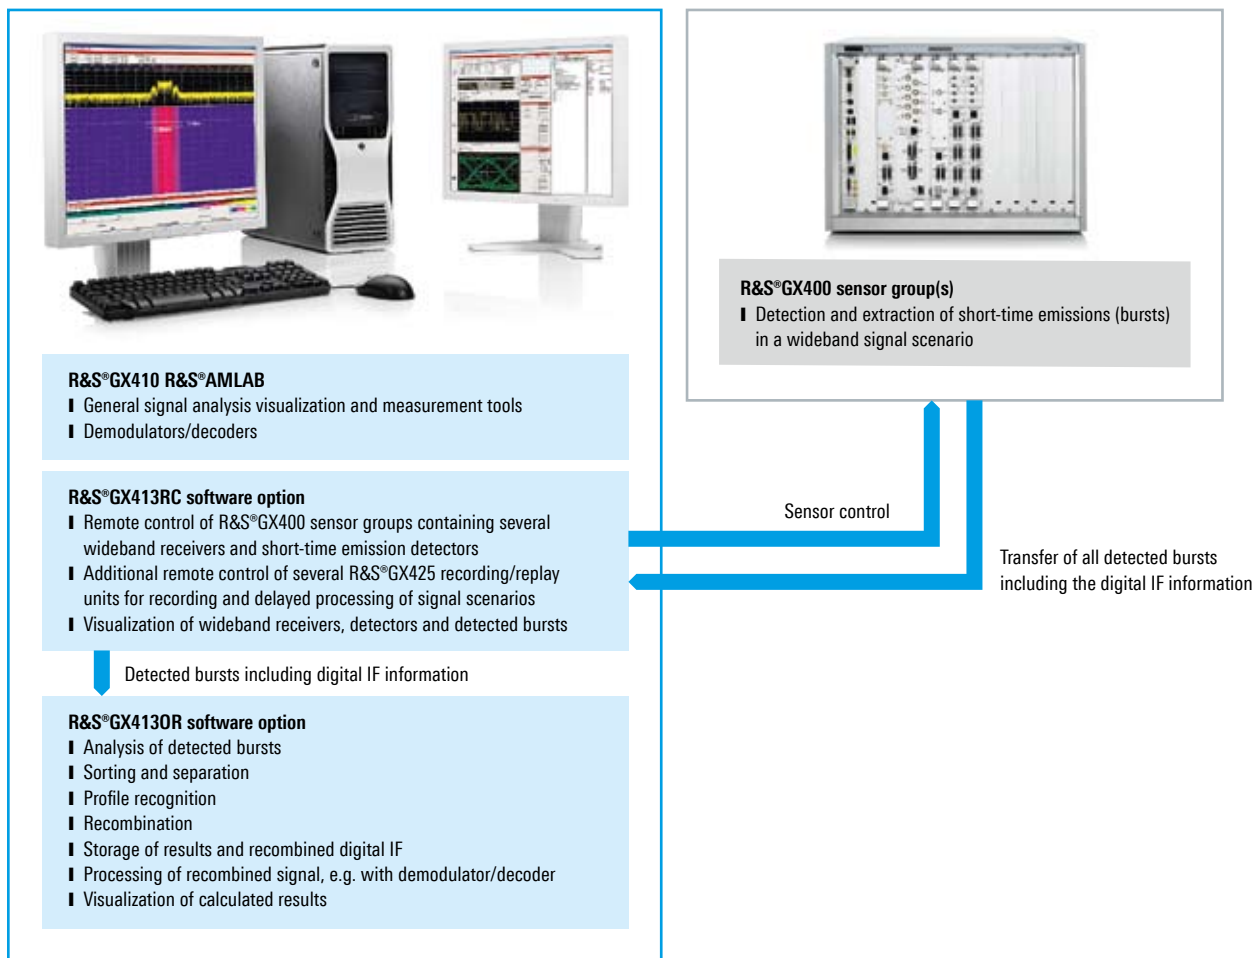 R&S®GX400 sensor group(s)
❙ Detection and extraction of short-time emissions (bursts)
in a wideband signal scenario
R&S®GX410 R&S®AMLAB
❙ General signal analysis visualization and measurement tools
❙ Demodulators/decoders
R&S®GX413RC software option
❙ Remote control of R&S®GX400 sensor groups containing several
wideband receivers and short-time emission detectors
❙ Additional remote control of several R&S®GX425 recording/replay
units for recording and delayed processing of signal scenarios
❙ Visualization of wideband receivers, detectors and detected bursts
Sensor control
Transfer of all detected bursts
including the digital IF information
Detected bursts including digital IF information
R&S®GX413OR software option
❙ Analysis of detected bursts
❙ Sorting and separation
❙ Profile recognition
❙ Recombination
❙ Storage of results and recombined digital IF
❙ Processing of recombined signal, e.g. with demodulator/decoder
❙ Visualization of calculated results